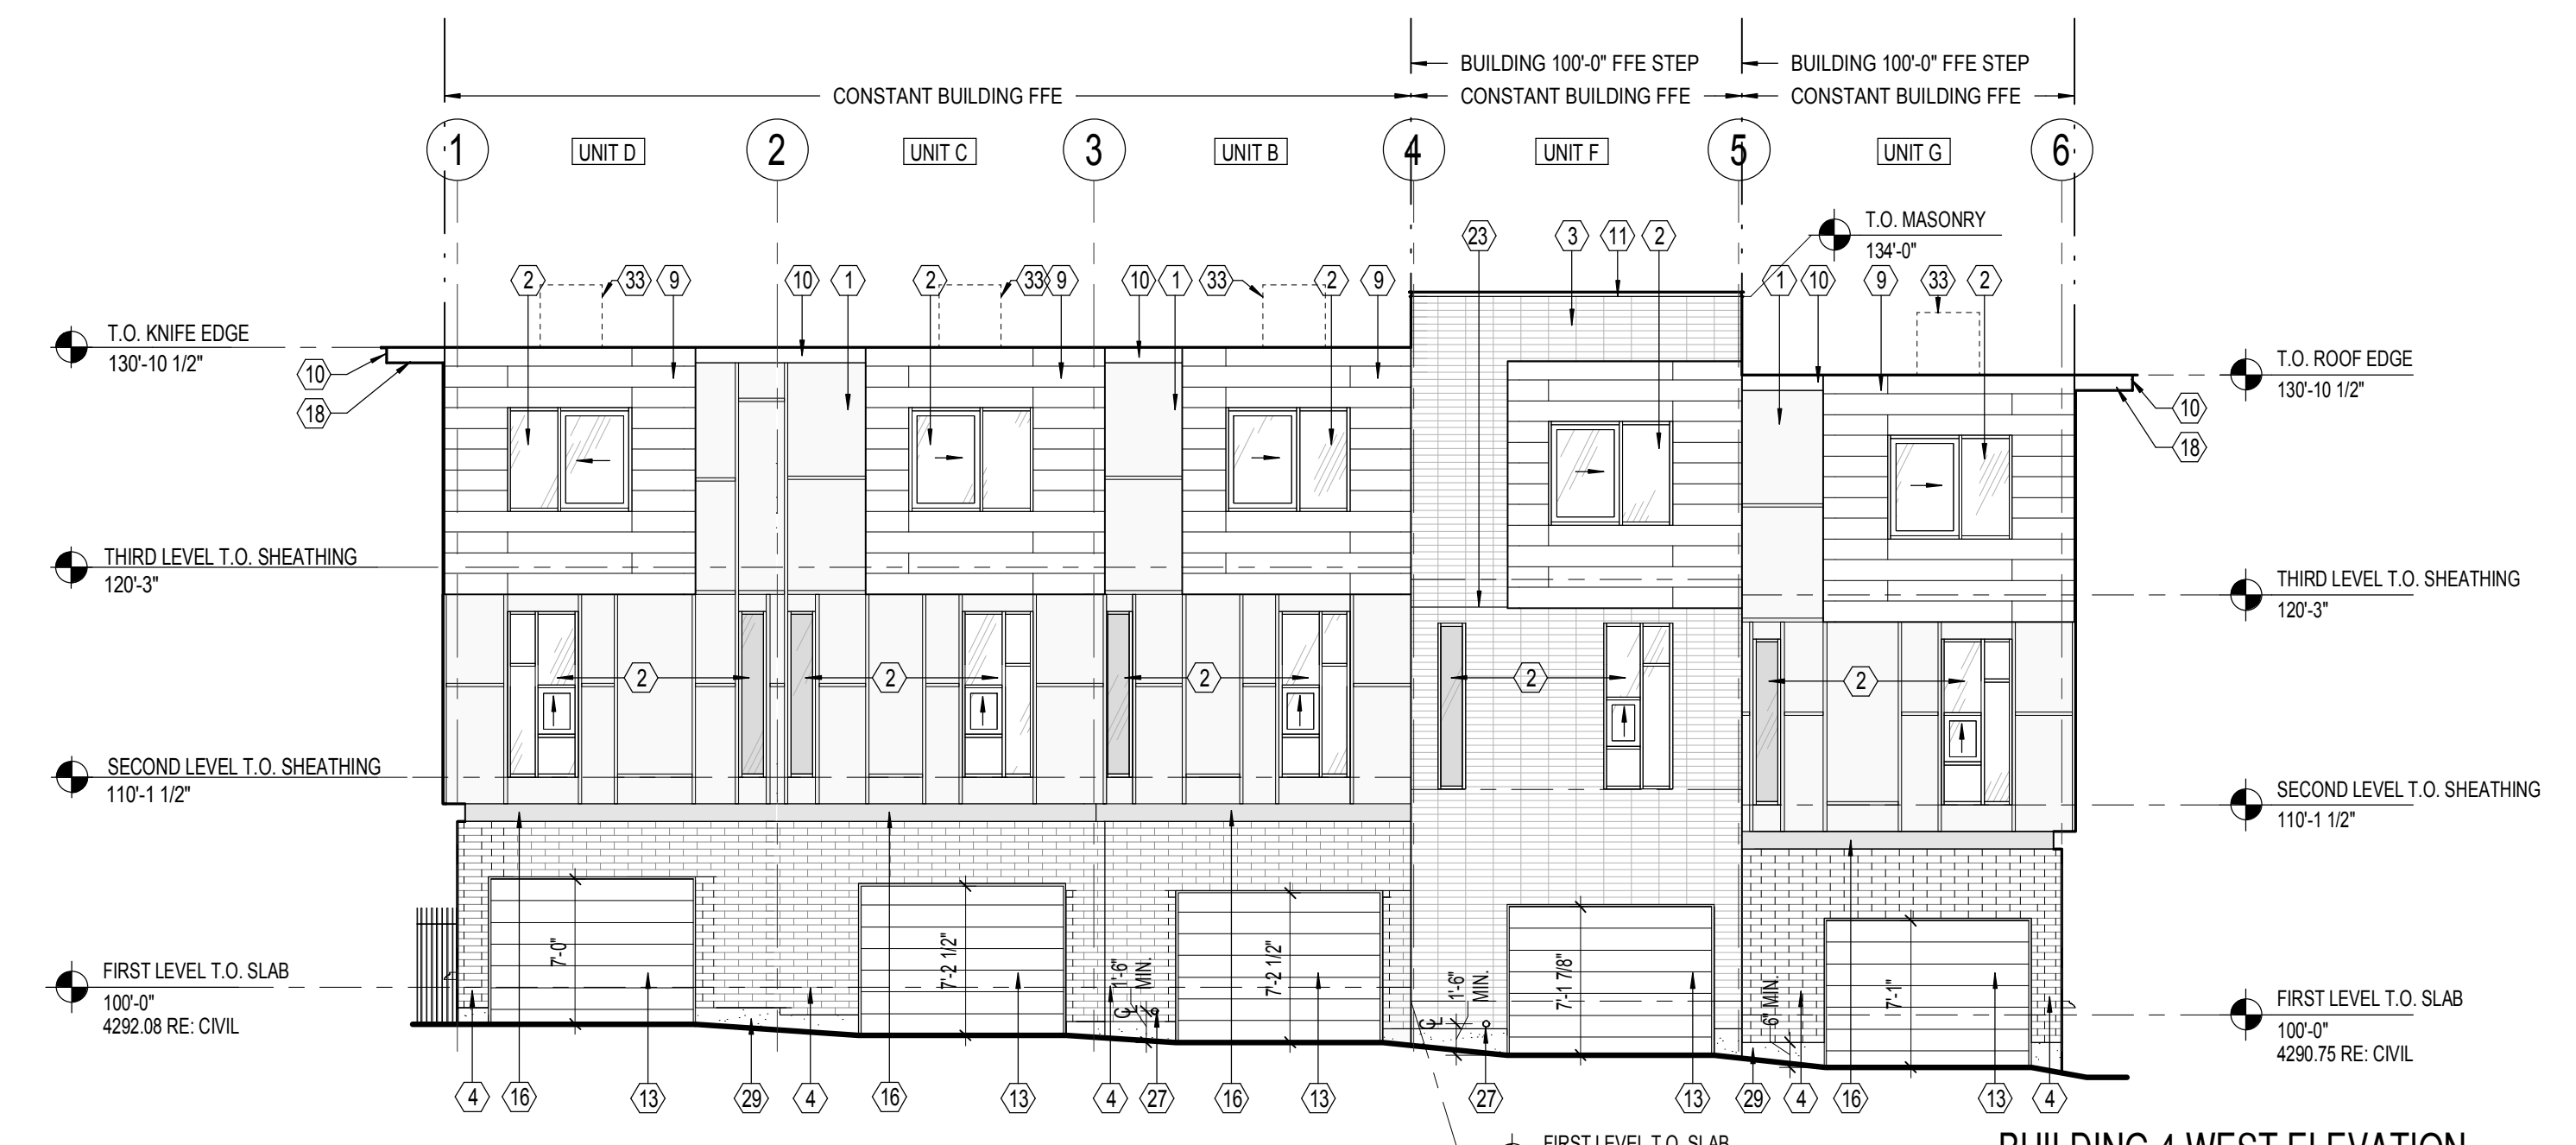 BUILDING 100'-0" FFE STEP
BUILDING 100'-0" FFE STEP
CONSTANT BUILDING FFE
CONSTANT BUILDING FFE
CONSTANT BUILDING FFE
1
UNIT D
2
UNIT C
3
UNIT B
4
UNIT F
5
UNIT G
6
T.O. MASONRY
134'-0"
23
3
11
2
2
33
9
10
1
2
33
9
10
1
33
2
9
1
10
9
33
2
T.O. KNIFE EDGE
130'-10 1/2"
10
18
T.O. ROOF EDGE
130'-10 1/2"
10
18
THIRD LEVEL T.O. SHEATHING
120'-3"
THIRD LEVEL T.O. SHEATHING
120'-3"
2
2
2
2
2
SECOND LEVEL T.O. SHEATHING
110'-1 1/2"
SECOND LEVEL T.O. SHEATHING
110'-1 1/2"
7'-0"
7'-2 1/2"
1'-6"
MIN.
7'-2 1/2"
1'-6"
MIN.
7'-1 7/8"
6" MIN.
7'-1"
FIRST LEVEL T.O. SLAB
100'-0"
4292.08 RE: CIVIL
FIRST LEVEL T.O. SLAB
100'-0"
4290.75 RE: CIVIL
4
16
13
29
4
16
13
4
27
16
13
27
13
29
4
16
13
4
FIRST LEVEL T.O. SLAB
BUILDING 4 WEST ELEVATION